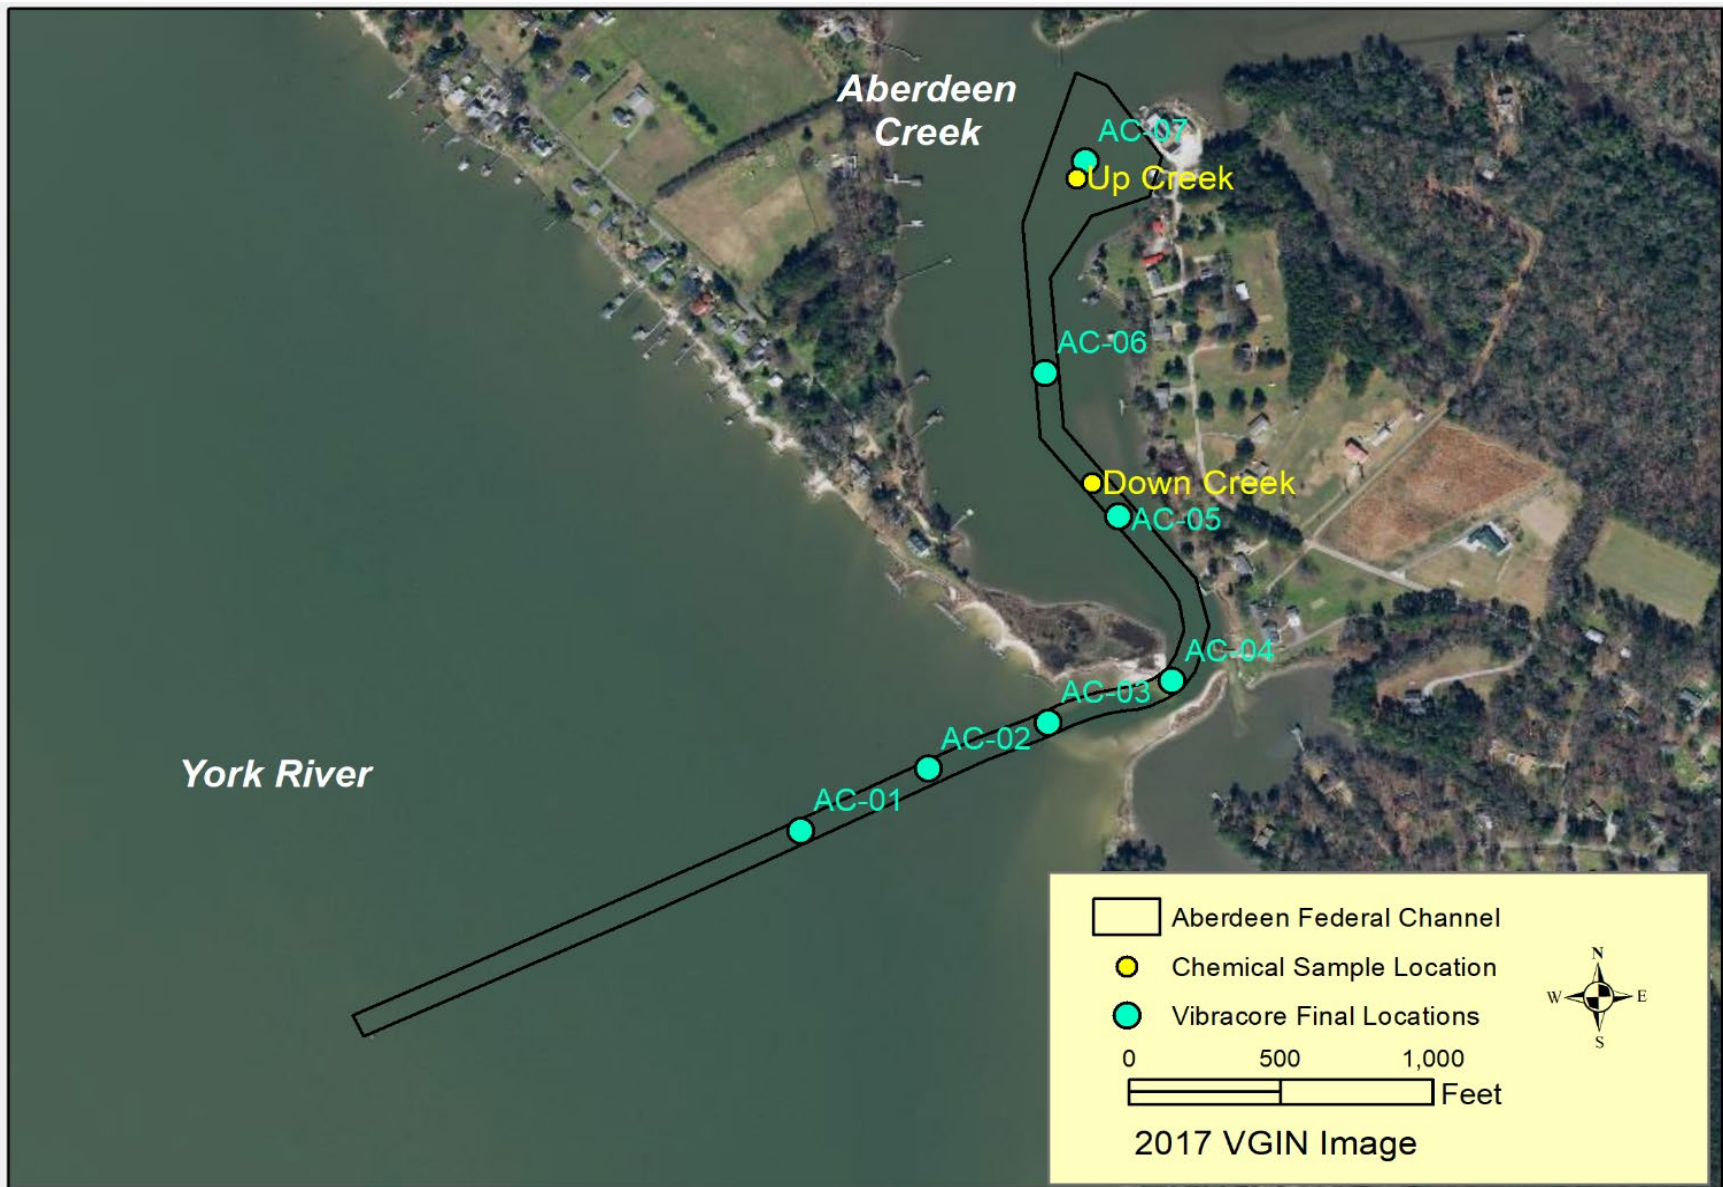 Aberdeen
Creek
AC-07
Up Creek
AC-06
Down Creek
AC-05
AC-04
AC-03
AC-02
AC-01
York River
Aberdeen Federal Channel
Chemical Sample Location
Vibracore Final Locations
N
W E
S
0 500 1,000
Feet
2017 VGIN Image